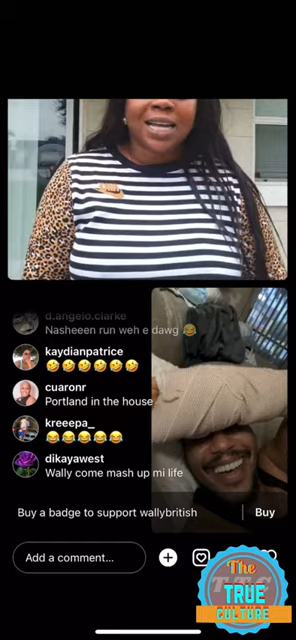 d.angelo.clarke
Nasheeen run weh e dawg 😂
kaydianpatrice
🤣🤣🤣🤣🤣🤣
cuaronr
Portland in the house
kreeepa_
😂😂😂😂😂
dikayawest
Wally come mash up mi life
Buy a badge to support wallybritish
Buy
Add a comment...
The
T.T.C
TRUE
CULTURE